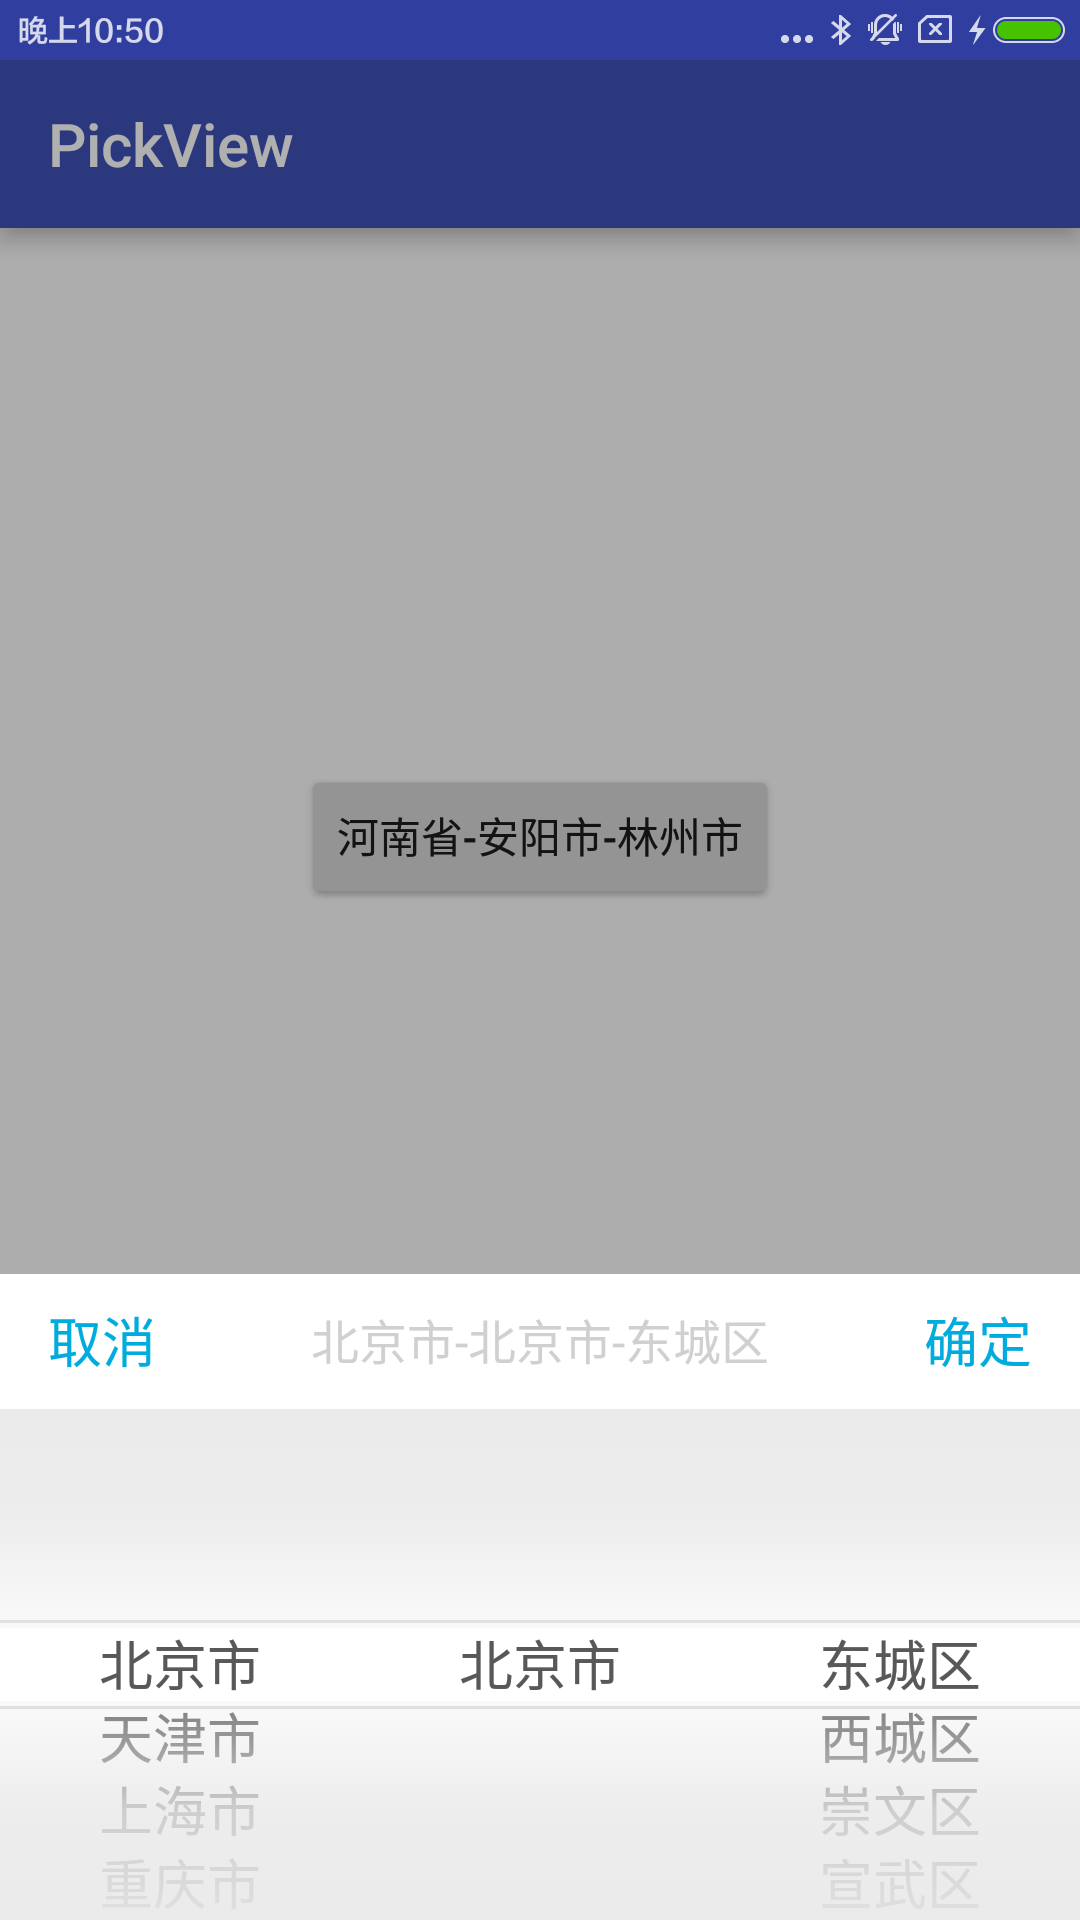 晚上10:50
PickView
河南省-安阳市-林州市
取消 北京市-北京市-东城区 确定
北京市 北京市 东城区
天津市 西城区
上海市 崇文区
重庆市 宣武区